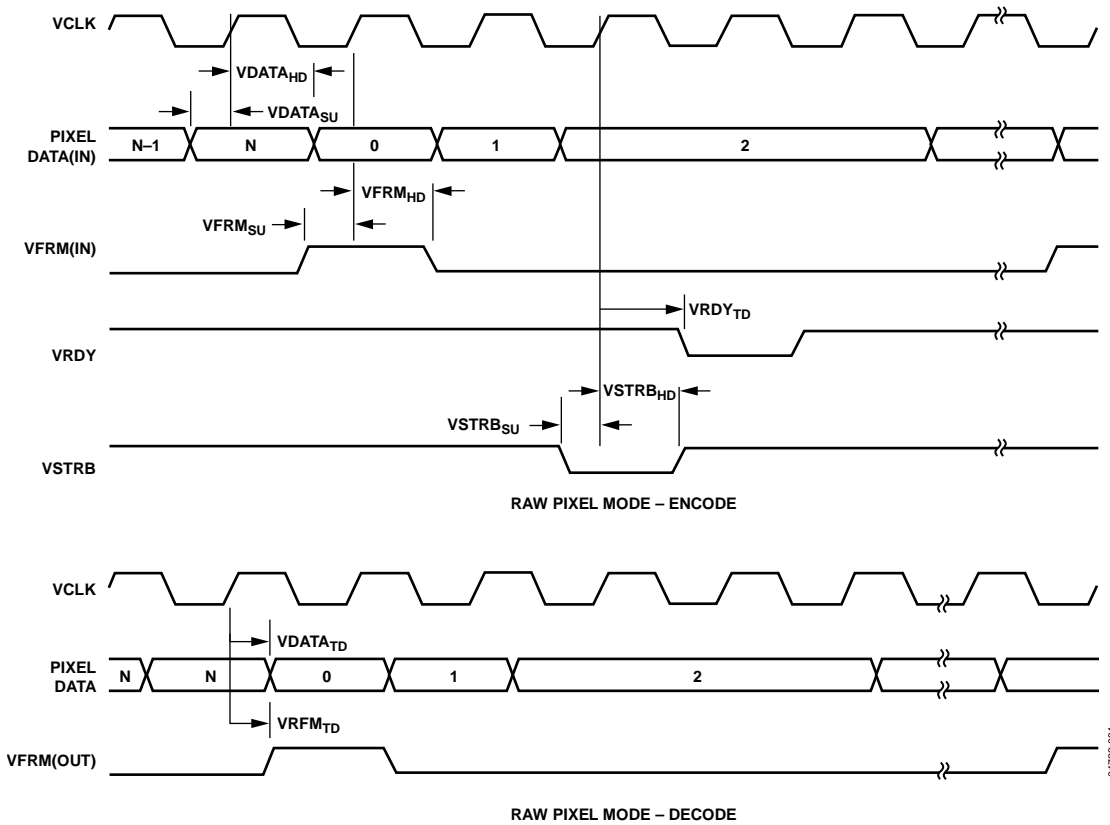 VCLK
VDATAHD
VDATASU
PIXEL
DATA(IN)
N–1
N
0
1
2
VFRMHD
VFRMSU
VFRM(IN)
VRDYTD
VRDY
VSTRBHD
VSTRBSU
VSTRB
RAW PIXEL MODE – ENCODE
VCLK
VDATATD
PIXEL
DATA
N
N
0
1
2
VRFMTD
VFRM(OUT)
RAW PIXEL MODE – DECODE